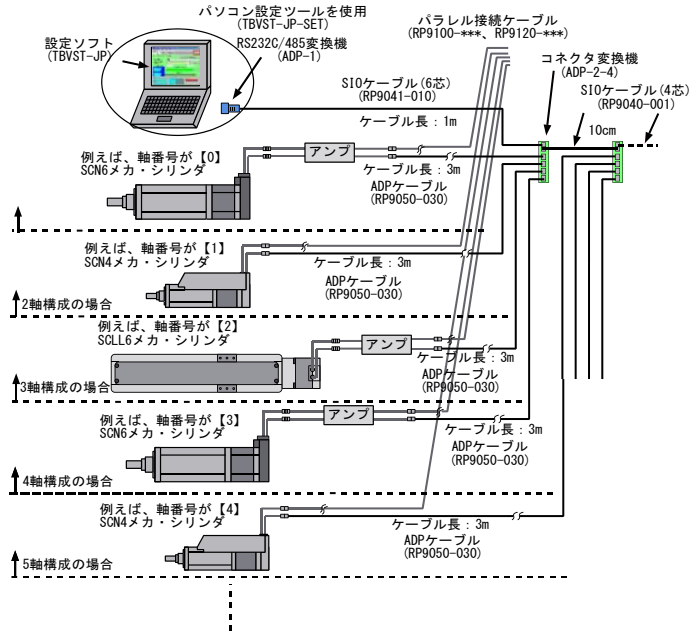 パソコン設定ツールを使用
(TBVST-JP-SET)
設定ソフト
(TBVST-JP)
RS232C/485変換機
(ADP-1)
パラレル接続ケーブル
(RP9100-***、RP9120-***)
コネクタ変換機
(ADP-2-4)
SIOケーブル(6芯)
(RP9041-010)
ケーブル長：1m
SIOケーブル(4芯)
(RP9040-001)
10cm
例えば、軸番号が【0】
SCN6メカ・シリンダ
アンプ
ケーブル長：3m
ADPケーブル
(RP9050-030)
例えば、軸番号が【1】
SCN4メカ・シリンダ
ケーブル長：3m
ADPケーブル
(RP9050-030)
2軸構成の場合
例えば、軸番号が【2】
SCLL6メカ・シリンダ
アンプ
ケーブル長：3m
ADPケーブル
(RP9050-030)
3軸構成の場合
例えば、軸番号が【3】
SCN6メカ・シリンダ
アンプ
ケーブル長：3m
ADPケーブル
(RP9050-030)
4軸構成の場合
例えば、軸番号が【4】
SCN4メカ・シリンダ
ケーブル長：3m
ADPケーブル
(RP9050-030)
5軸構成の場合